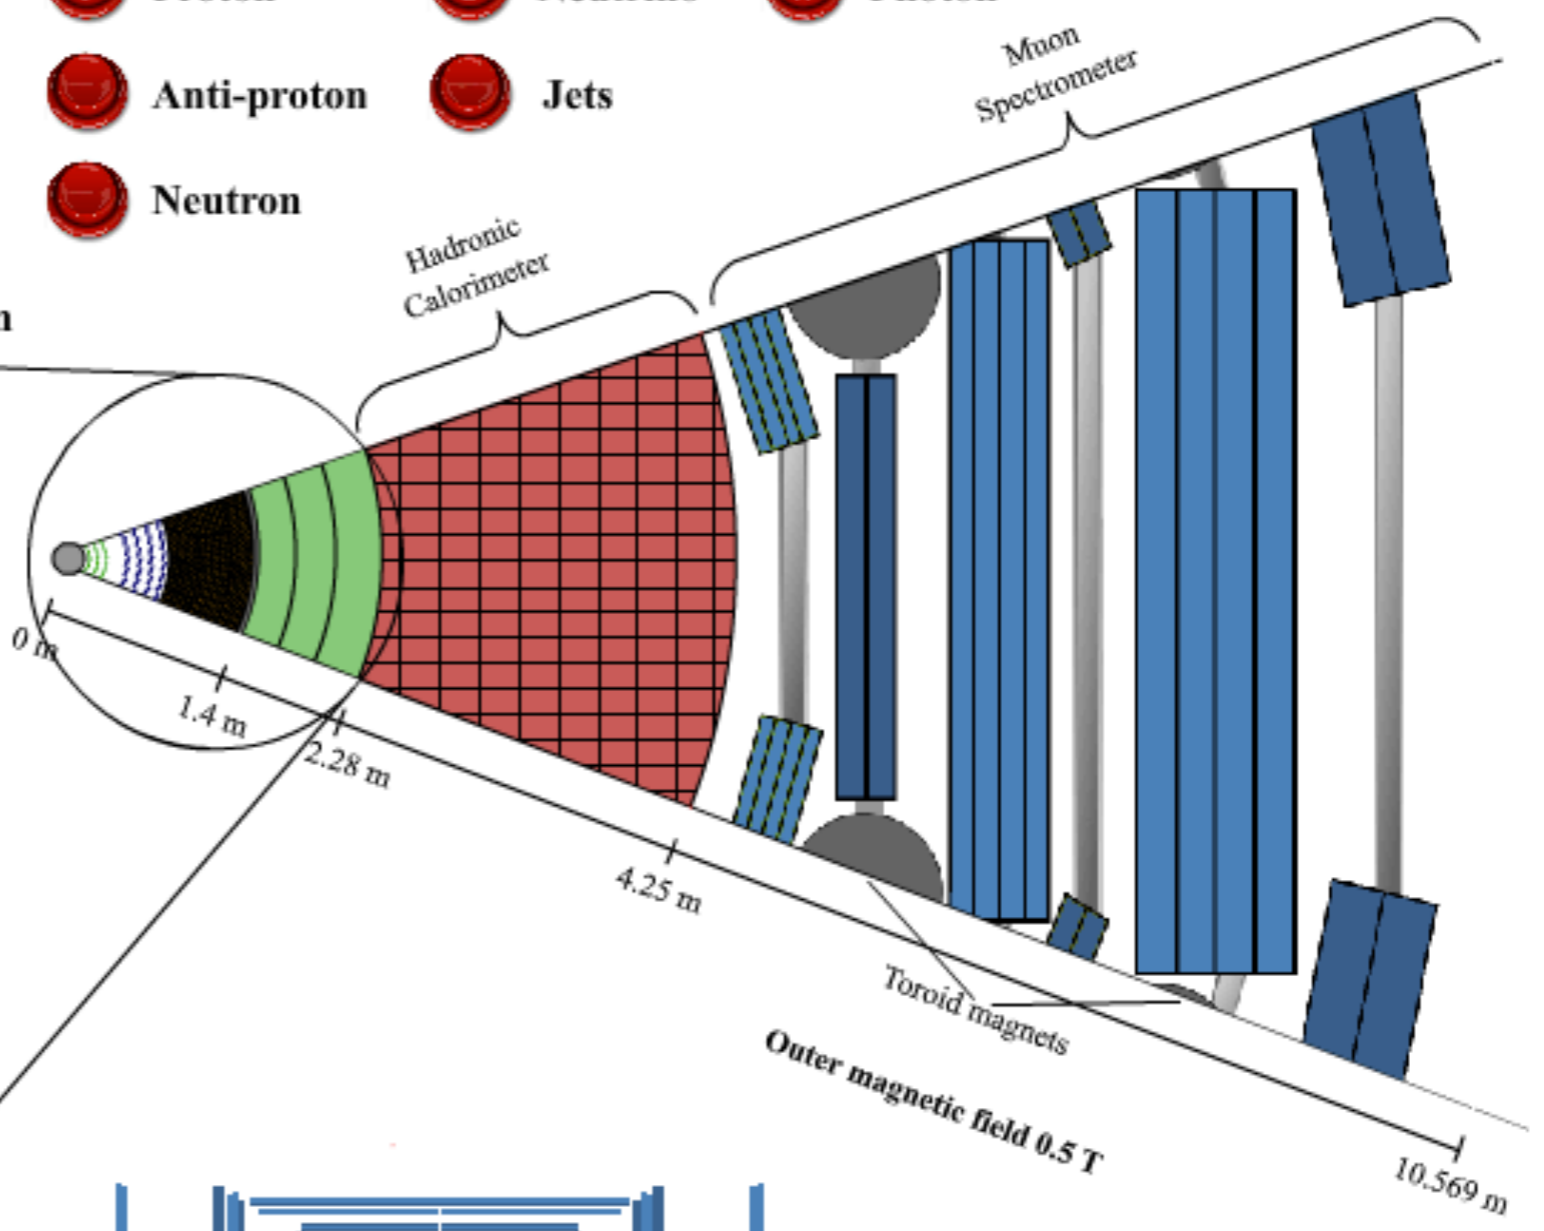 Anti-proton
Jets
Neutron
Muon
Spectrometer
Hadronic
Calorimeter
0 m
1.4 m
2.28 m
4.25 m
Toroid magnets
Outer magnetic field 0.5 T
10.569 m